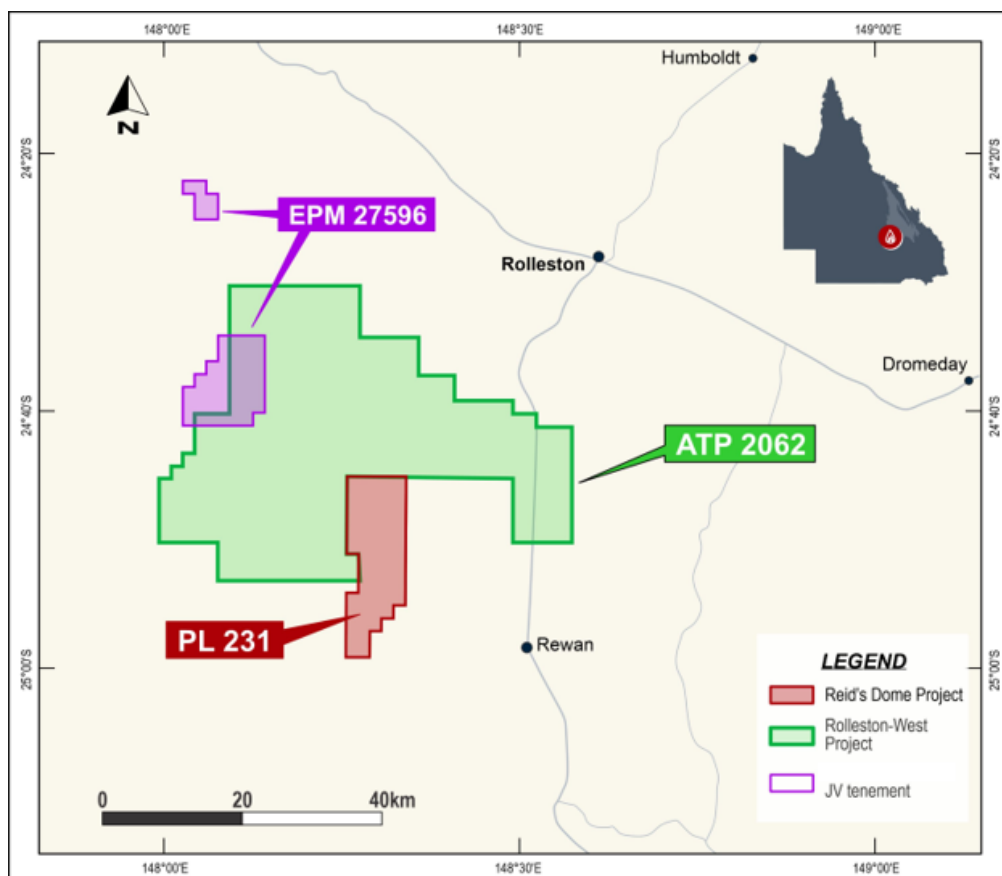 148°00'E
148°30'E
149°00'E
Humboldt
N
24°20'S
24°20'S
EPM 27596
Rolleston
Dromeday
24°40'S
24°40'S
ATP 2062
PL 231
Rewan
25°00'S
25°00'S
LEGEND
Reid's Dome Project
Rolleston-West
Project
JV tenement
0 20 40km
148°00'E
148°30'E
149°00'E